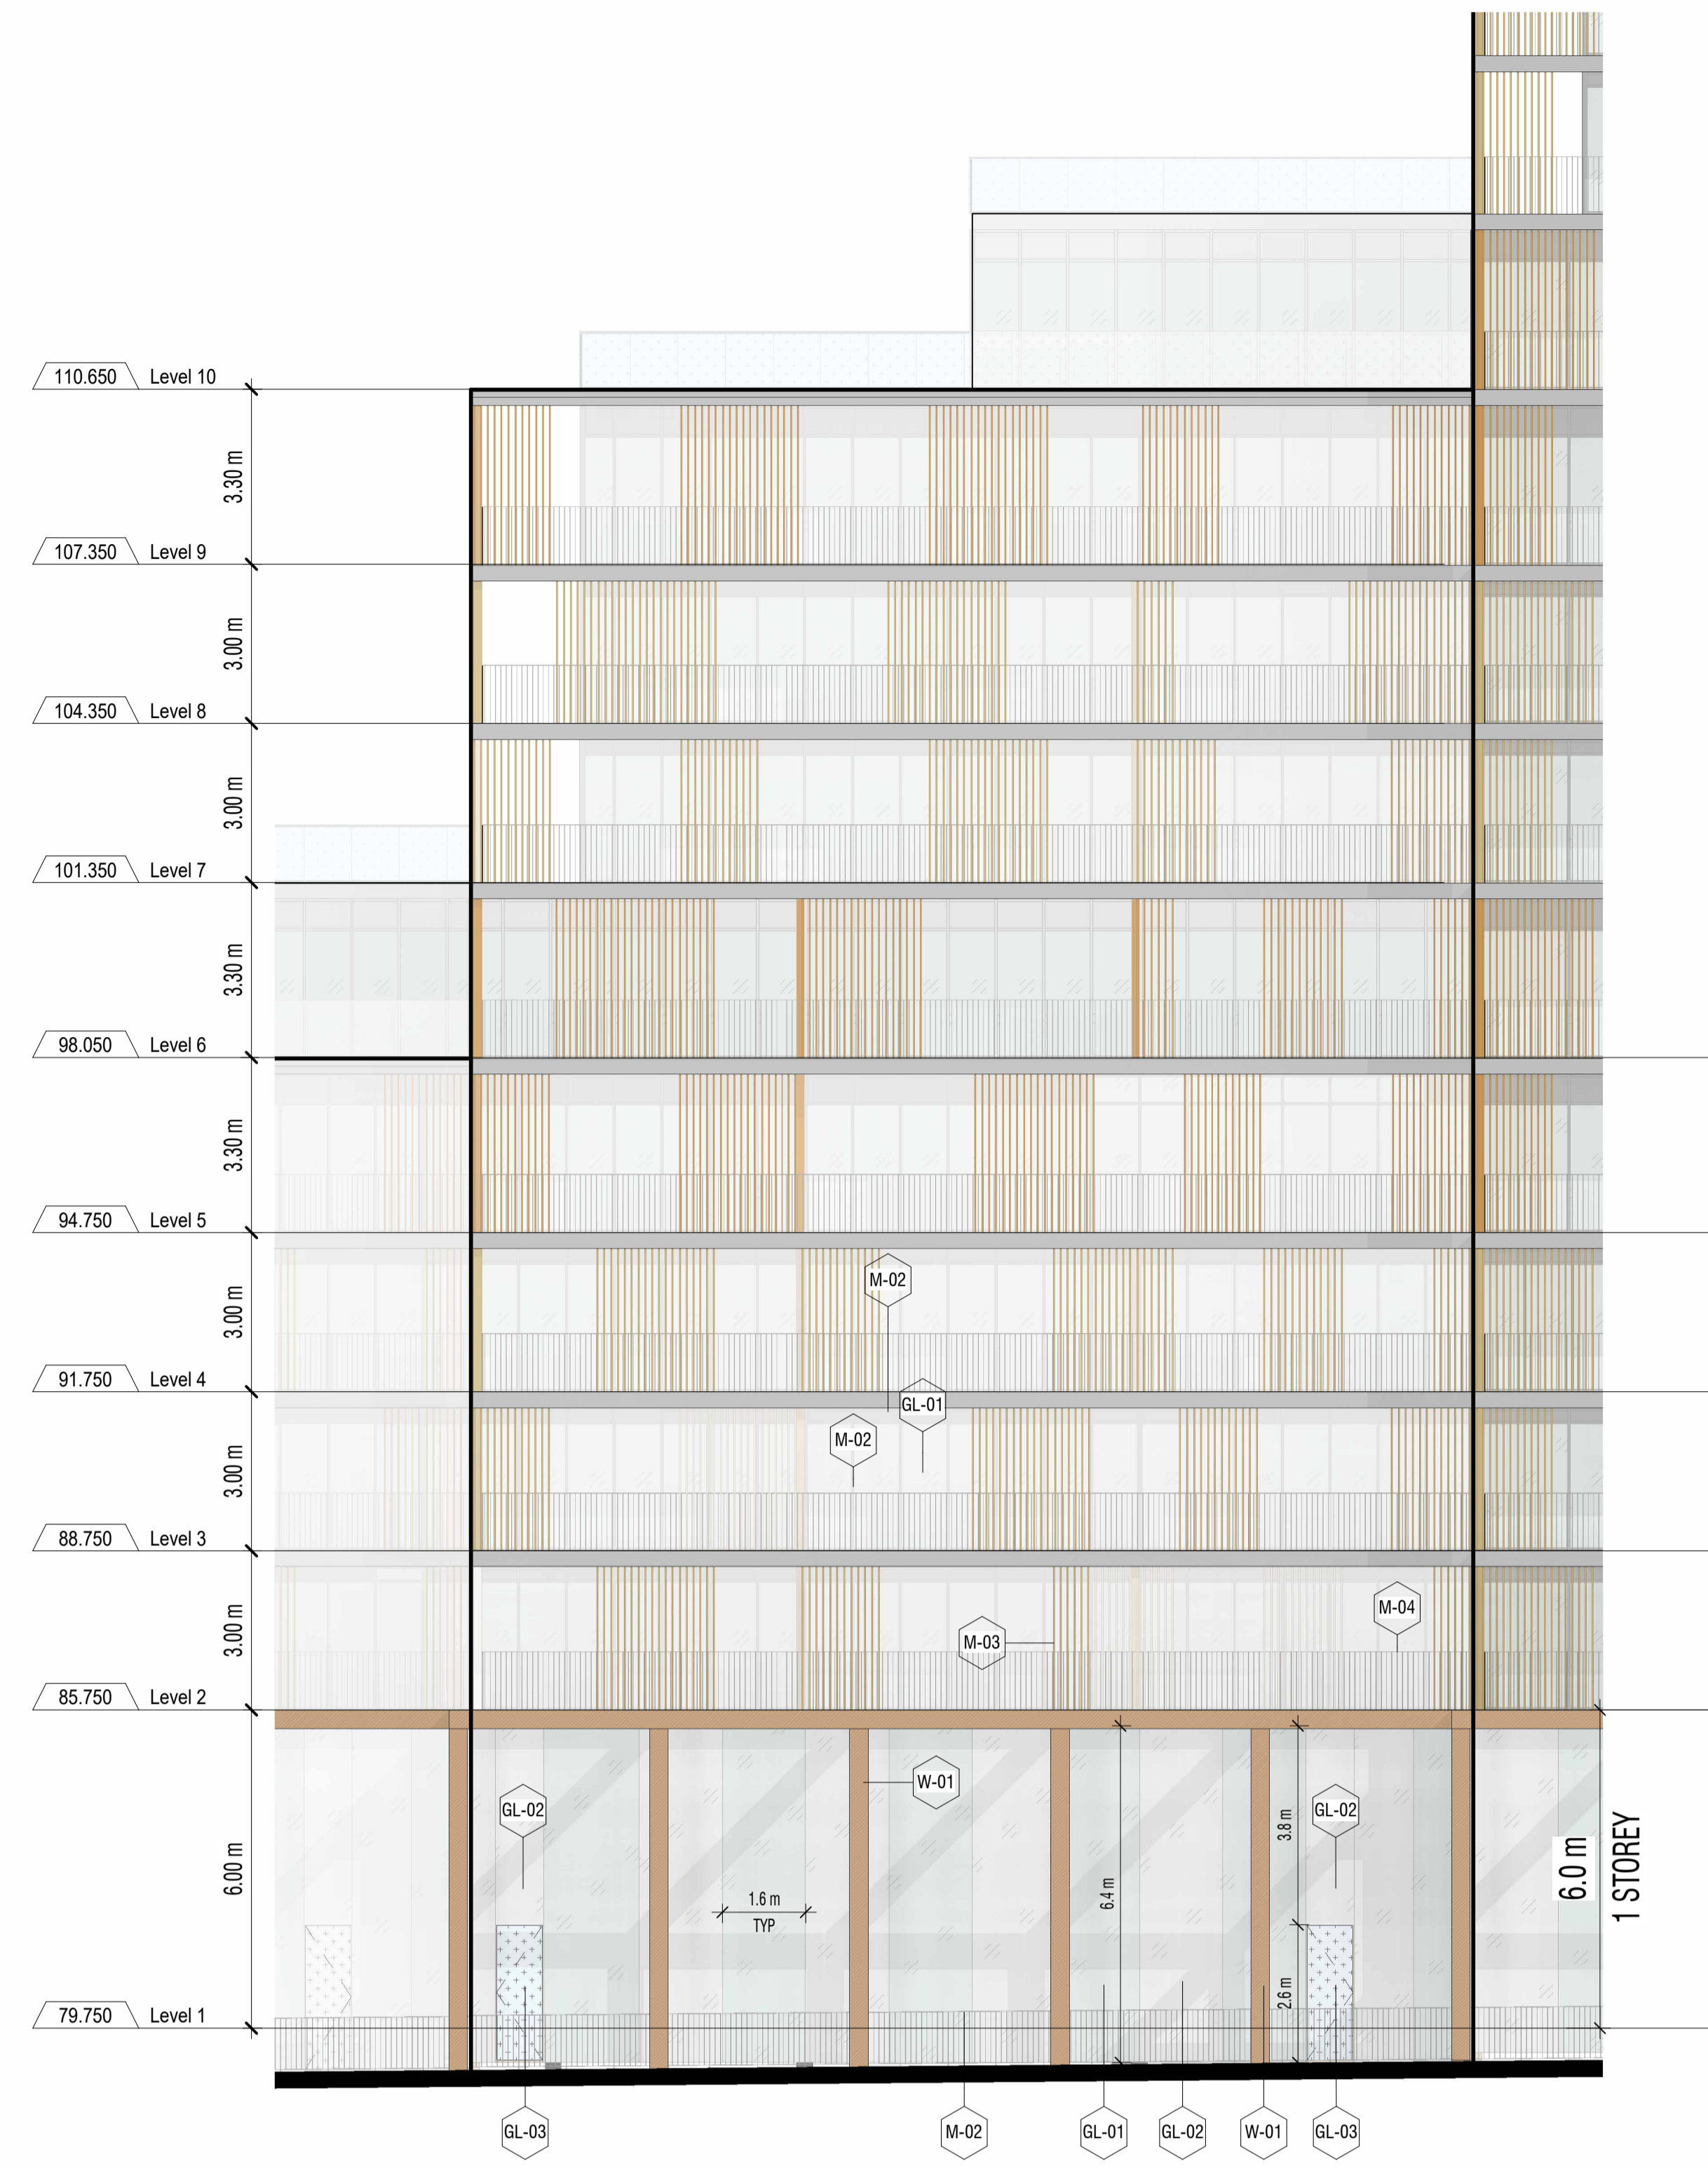 110.650 Level 10
3.30 m
107.350 Level 9
3.00 m
104.350 Level 8
3.00 m
101.350 Level 7
3.30 m
98.050 Level 6
3.30 m
94.750 Level 5
3.00 m
M-02
91.750 Level 4
GL-01
M-02
3.00 m
88.750 Level 3
3.00 m
M-04
M-03
85.750 Level 2
W-01
GL-02
GL-02
3.8 m
6.00 m
6.0 m
1 STOREY
1.6 m
TYP
6.4 m
2.6 m
79.750 Level 1
GL-03
M-02
GL-01
GL-02
W-01
GL-03